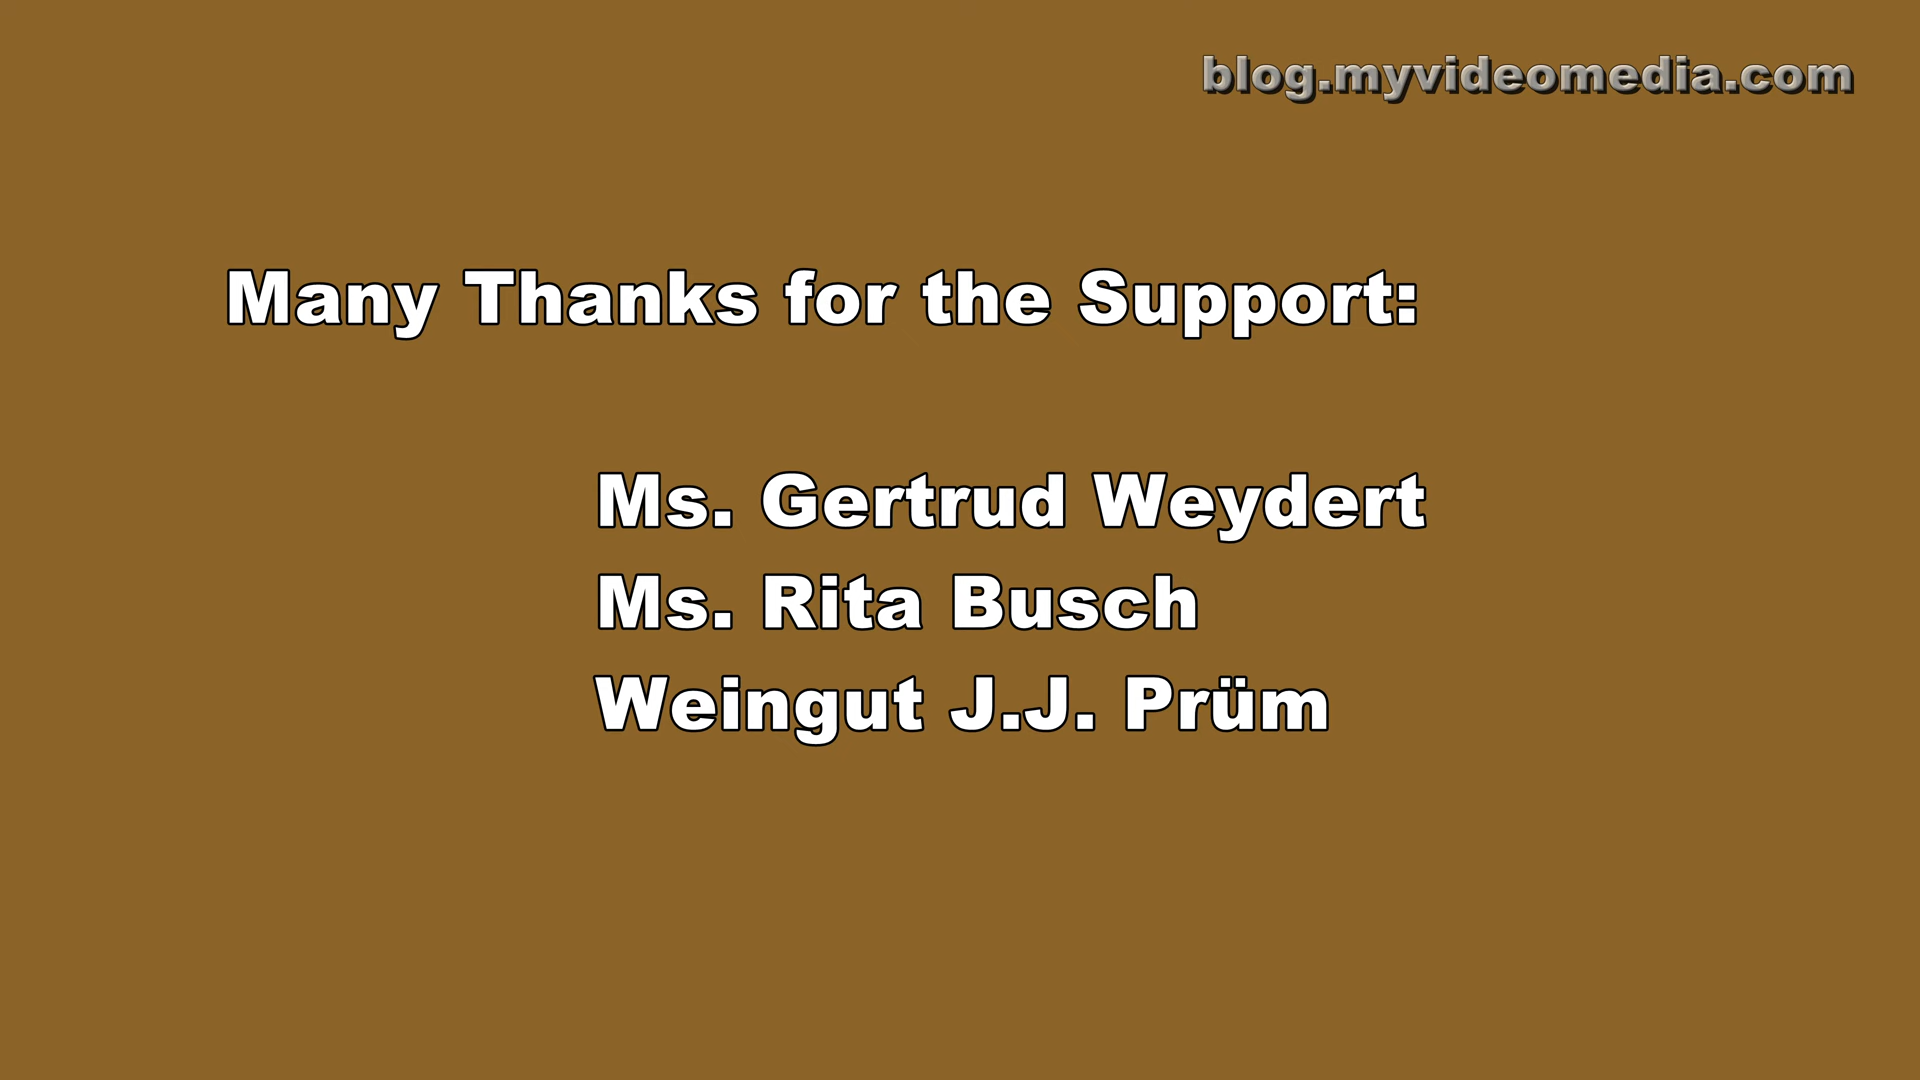 blog.myvideomedia.com
Many Thanks for the Support:
Ms. Gertrud Weydert
Ms. Rita Busch
Weingut J.J. Prüm